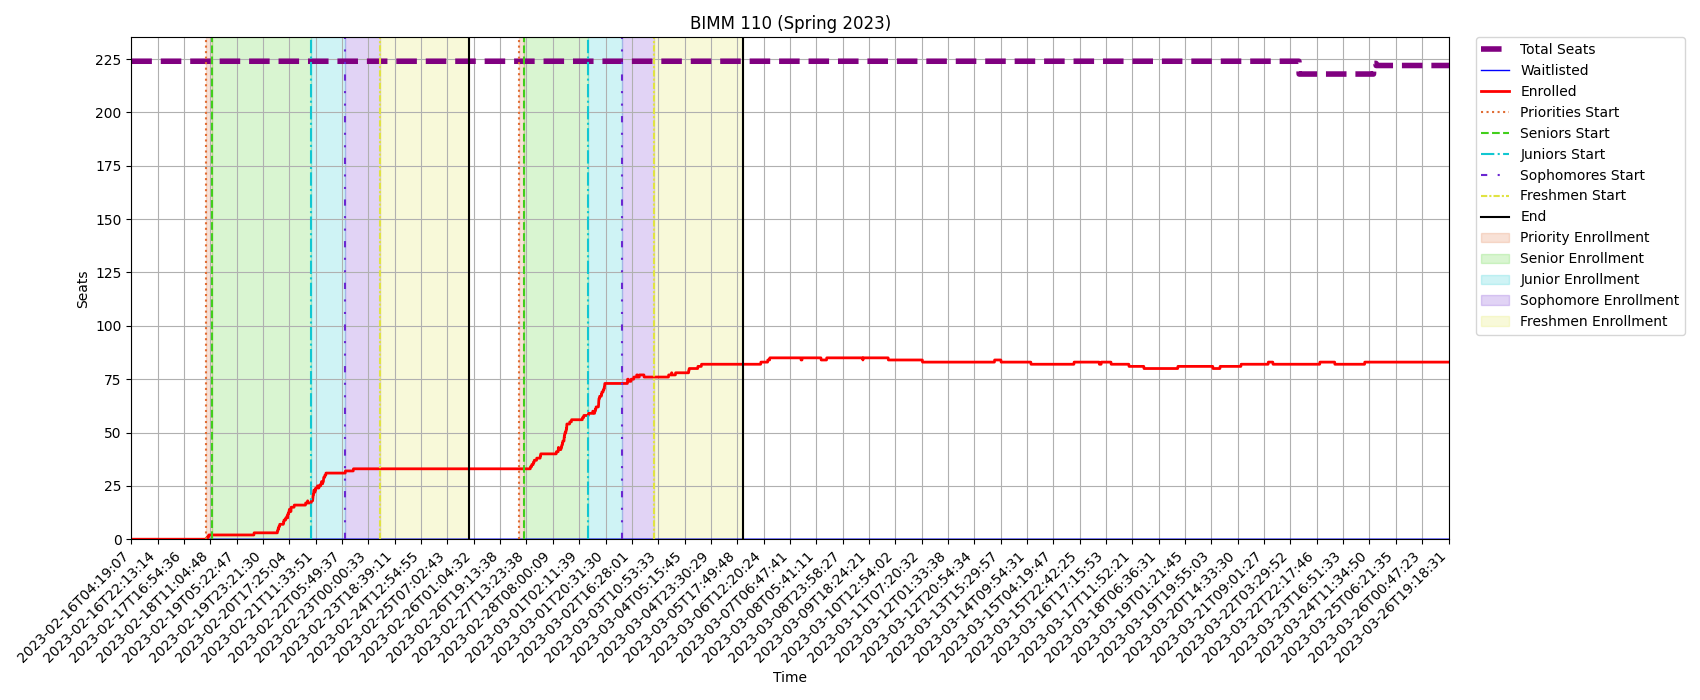 BIMM 110 (Spring 2023)
Seats
225
200
175
150
125
100
75
50
25
0
2023-02-16T04:19:07
2023-02-16T22:13:14
2023-02-17T16:54:36
2023-02-18T11:04:48
2023-02-19T05:22:47
2023-02-19T23:21:30
2023-02-20T17:25:04
2023-02-21T11:33:51
2023-02-22T05:49:37
2023-02-23T00:00:33
2023-02-23T18:39:11
2023-02-24T12:54:55
2023-02-25T07:02:43
2023-02-26T01:04:32
2023-02-26T19:13:38
2023-02-27T13:23:38
2023-02-28T08:00:09
2023-03-01T02:11:39
2023-03-01T20:31:30
2023-03-02T16:28:01
2023-03-03T10:53:33
2023-03-04T05:15:45
2023-03-04T23:30:29
2023-03-05T17:49:48
2023-03-06T12:20:24
2023-03-07T06:47:41
2023-03-08T05:41:11
2023-03-08T23:58:27
2023-03-09T18:24:21
2023-03-10T12:54:02
2023-03-11T07:20:32
2023-03-12T01:33:38
2023-03-12T20:54:34
2023-03-13T15:29:57
2023-03-14T09:54:31
2023-03-15T04:19:47
2023-03-15T22:42:25
2023-03-16T17:15:53
2023-03-17T11:52:21
2023-03-18T06:36:31
2023-03-19T01:21:45
2023-03-19T19:55:03
2023-03-20T14:33:30
2023-03-21T09:01:27
2023-03-22T03:29:52
2023-03-22T22:17:46
2023-03-23T16:51:33
2023-03-24T11:34:50
2023-03-25T06:21:35
2023-03-26T00:47:23
2023-03-26T19:18:31
Time
Total Seats
Waitlisted
Enrolled
Priorities Start
Seniors Start
Juniors Start
Sophomores Start
Freshmen Start
End
Priority Enrollment
Senior Enrollment
Junior Enrollment
Sophomore Enrollment
Freshmen Enrollment